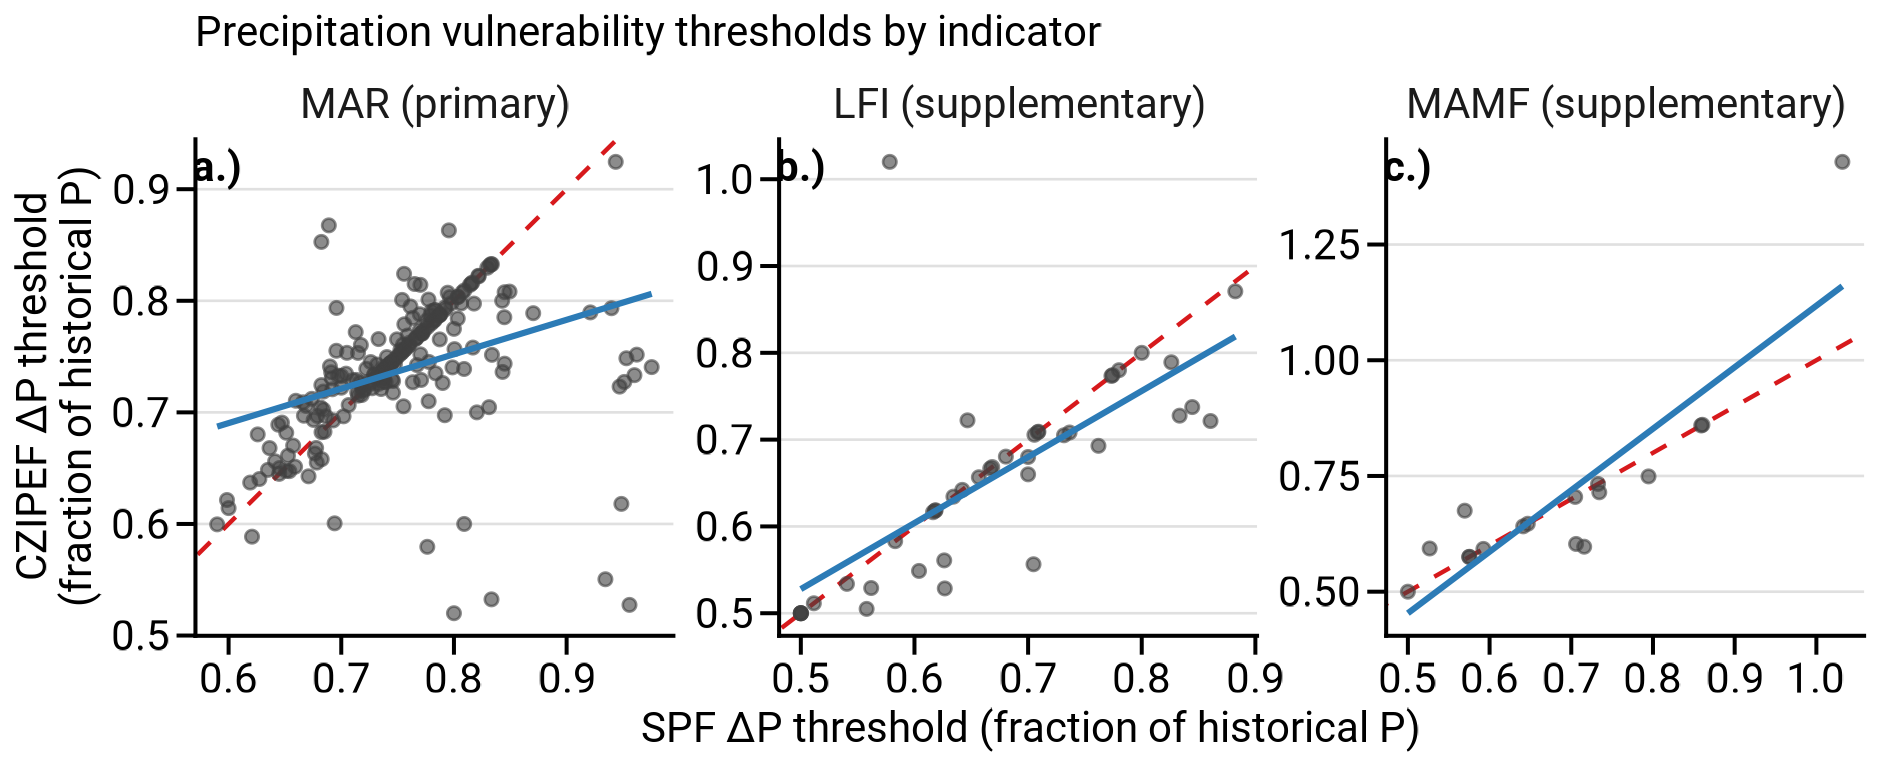 Precipitation vulnerability thresholds by indicator
MAR (primary)
LFI (supplementary)
MAMF (supplementary)
a.)
b.)
c.)
CZIPEF ΔP threshold
(fraction of historical P)
0.9
0.8
0.7
0.6
0.5
1.0
0.9
0.8
0.7
0.6
0.5
1.25
1.00
0.75
0.50
0.6 0.7 0.8 0.9
0.5 0.6 0.7 0.8 0.9
0.5 0.6 0.7 0.8 0.9 1.0
SPF ΔP threshold (fraction of historical P)